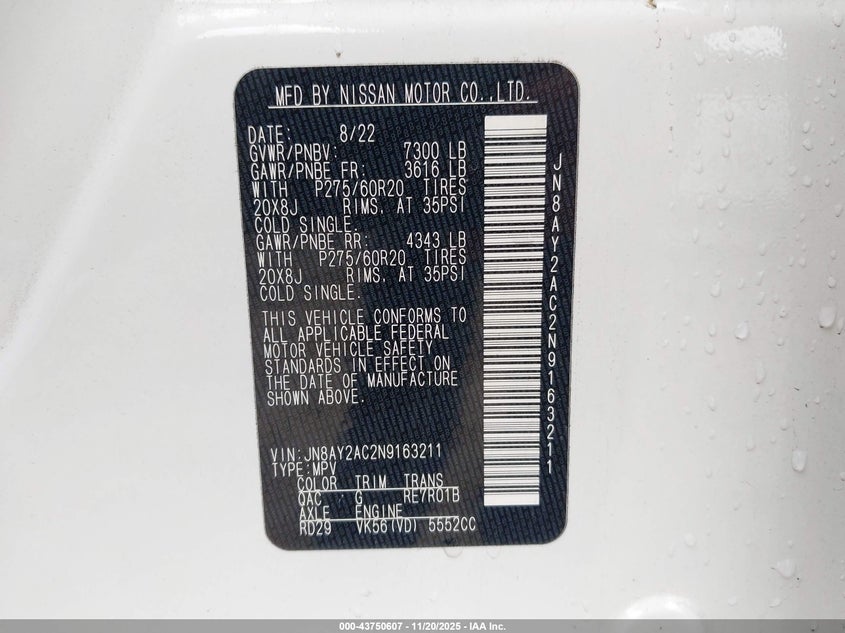 MFD BY NISSAN MOTOR CO.,LTD.
DATE: 8/22
GVWR/PNBV: 7300 LB
GAWR/PNBE FR: 3616 LB
WITH P275/60R20 TIRES
20X8J RIMS, AT 35PSI
COLD SINGLE.
GAWR/PNBE RR: 4343 LB
WITH P275/60R20 TIRES
20X8J RIMS, AT 35PSI
COLD SINGLE.
THIS VEHICLE CONFORMS TO
ALL APPLICABLE FEDERAL
MOTOR VEHICLE SAFETY
STANDARDS IN EFFECT ON
THE DATE OF MANUFACTURE
SHOWN ABOVE.
VIN:JN8AY2AC2N9163211
TYPE:MPV
COLOR TRIM TRANS
QAC G RE7R01B
AXLE ENGINE
RD29 VK56(VD) 5552CC
JN8AY2AC2N9163211
000-43750607 - 11/20/2025 - IAA Inc.